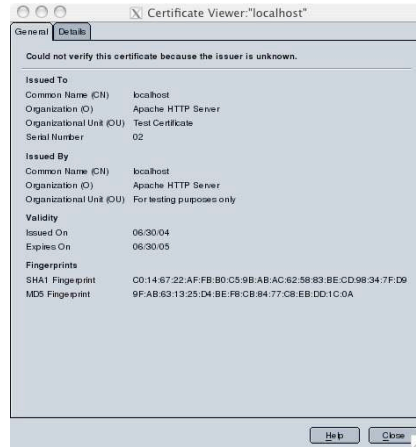 Certificate Viewer:"localhost"
General Details
Could not verify this certificate because the issuer is unknown.
Issued To
Common Name (CN) localhost
Organization (O) Apache HTTP Server
Organizational Unit (OU) Test Certificate
Serial Number 02
Issued By
Common Name (CN) localhost
Organization (O) Apache HTTP Server
Organizational Unit (OU) For testing purposes only
Validity
Issued On 06/30/04
Expires On 06/30/05
Fingerprints
SHA1 Fingerprint C0:14:67:22:AF:FB:B0:C5:9B:AB:AC:62:58:83:BE:CD:98:34:7F:D9
MD5 Fingerprint 9F:AB:63:13:25:D4:BE:F8:CB:84:77:C8:EB:DD:1C:0A
Help Close